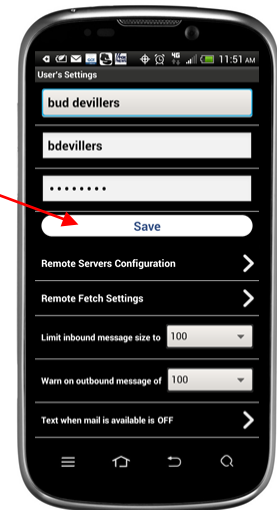 4G 11:51 AM
User's Settings
bud devillers
bdevillers
••••••••
Save
Remote Servers Configuration
Remote Fetch Settings
Limit inbound message size to 100
Warn on outbound message of 100
Text when mail is available is OFF